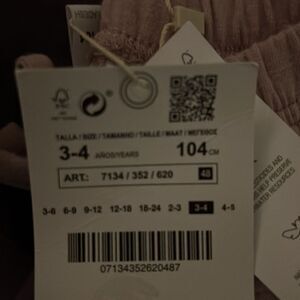 TALLA / SIZE / TAMANHO / TAILLE / MAAT / ΜΕΓΕΘΟΣ
3-4 AÑOS/YEARS 104 CM
ART.: 7134 / 352 / 620 48
3-6 6-9 9-12 12-18 18-24 2-3 3-4 4-5
07134352620487